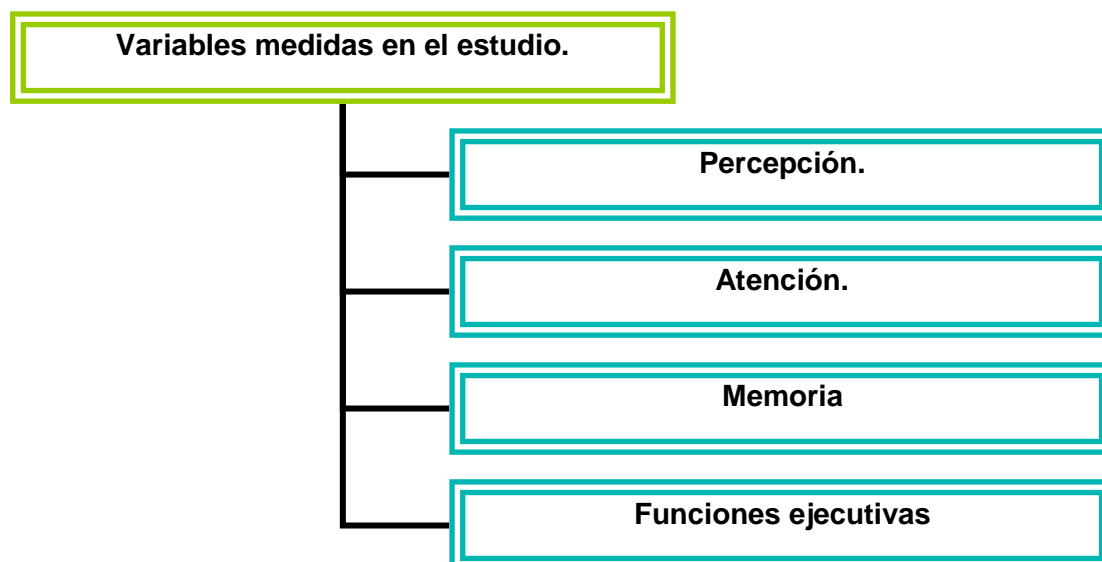 Variables medidas en el estudio.
Percepción.
Atención.
Memoria
Funciones ejecutivas